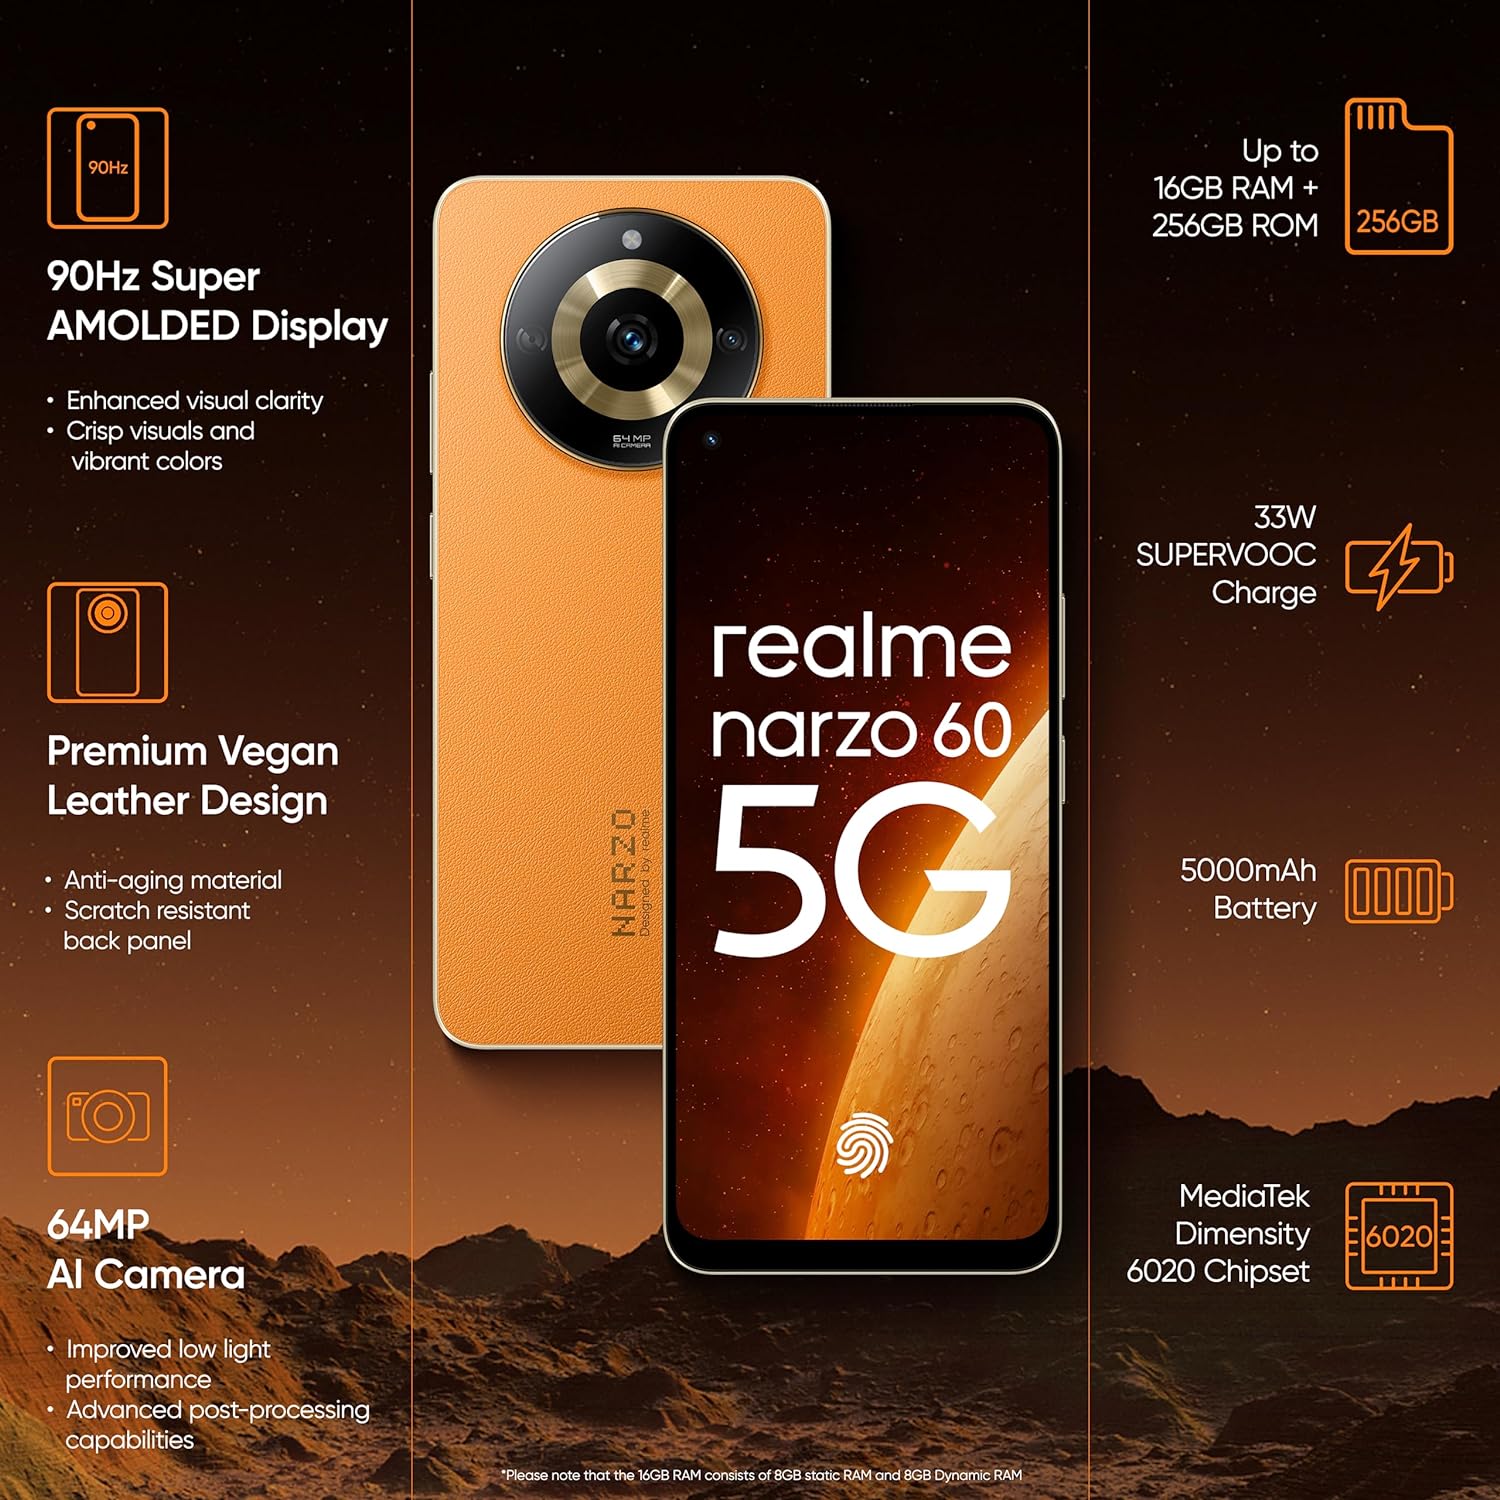 90Hz
90Hz Super
AMOLDED Display
• Enhanced visual clarity
• Crisp visuals and
vibrant colors
Premium Vegan
Leather Design
• Anti-aging material
• Scratch resistant
back panel
64MP
AI Camera
• Improved low light
performance
• Advanced post-processing
capabilities
64 MP
AI CAMERA
NARZO
Designed by realme
realme
narzo 60
5G
Up to
16GB RAM +
256GB ROM
256GB
33W
SUPERVOOC
Charge
5000mAh
Battery
MediaTek
Dimensity
6020 Chipset
6020
*Please note that the 16GB RAM consists of 8GB static RAM and 8GB Dynamic RAM